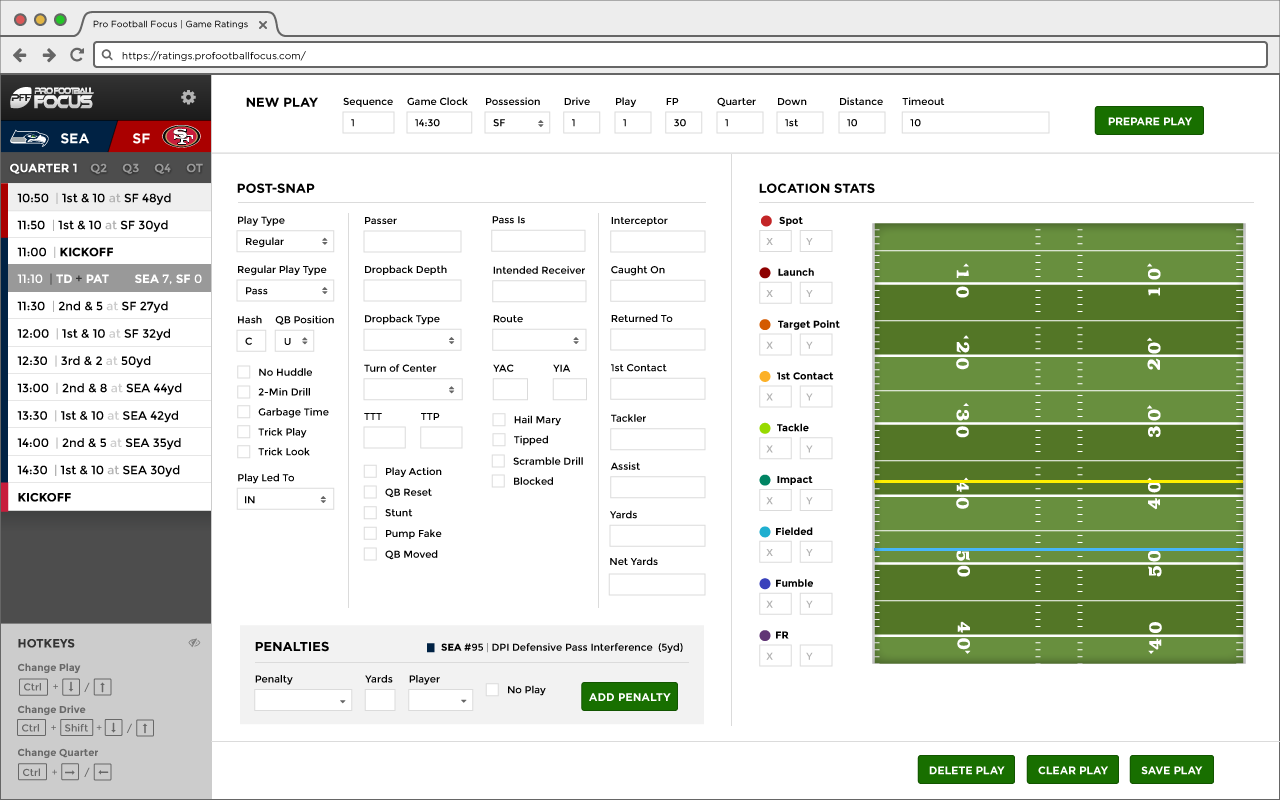 Pro Football Focus | Game Ratings
https://ratings.profootballfocus.com/
PFF PRO FOOTBALL FOCUS
SEA SF
QUARTER 1 Q2 Q3 Q4 OT
10:50 | 1st & 10 at SF 48yd
11:50 | 1st & 10 at SF 30yd
11:00 | KICKOFF
11:10 | TD + PAT SEA 7, SF 0
11:30 | 2nd & 5 at SF 27yd
12:00 | 1st & 10 at SF 32yd
12:30 | 3rd & 2 at 50yd
13:00 | 2nd & 8 at SEA 44yd
13:30 | 1st & 10 at SEA 42yd
14:00 | 2nd & 5 at SEA 35yd
14:30 | 1st & 10 at SEA 30yd
KICKOFF
HOTKEYS
Change Play
Ctrl + ↓ / ↑
Change Drive
Ctrl + Shift + ↓ / ↑
Change Quarter
Ctrl + → / ←
NEW PLAY
Sequence Game Clock Possession Drive Play FP Quarter Down Distance Timeout
1 14:30 SF 1 1 30 1 1st 10 10
PREPARE PLAY
POST-SNAP
Play Type
Regular
Regular Play Type
Pass
Hash QB Position
C U
No Huddle
2-Min Drill
Garbage Time
Trick Play
Trick Look
Play Led To
IN
Passer
Dropback Depth
Dropback Type
Turn of Center
TTT TTP
Play Action
QB Reset
Stunt
Pump Fake
QB Moved
Pass Is
Intended Receiver
Route
YAC YIA
Hail Mary
Tipped
Scramble Drill
Blocked
Interceptor
Caught On
Returned To
1st Contact
Tackler
Assist
Yards
Net Yards
PENALTIES
SEA #95 | DPI Defensive Pass Interference (5yd)
Penalty Yards Player
No Play
ADD PENALTY
LOCATION STATS
Spot
X Y
Launch
X Y
Target Point
X Y
1st Contact
X Y
Tackle
X Y
Impact
X Y
Fielded
X Y
Fumble
X Y
FR
X Y
10 10
20 20
30 30
40 40
50 50
40 40
DELETE PLAY CLEAR PLAY SAVE PLAY